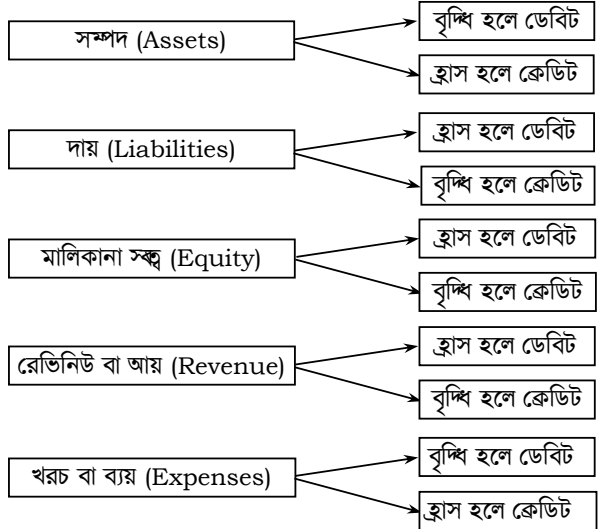 বৃদ্ধি হলে ডেবিট
সম্পদ (Assets)
হ্রাস হলে ক্রেডিট
হ্রাস হলে ডেবিট
দায় (Liabilities)
বৃদ্ধি হলে ক্রেডিট
হ্রাস হলে ডেবিট
মালিকানা স্বত্ব (Equity)
বৃদ্ধি হলে ক্রেডিট
হ্রাস হলে ডেবিট
রেভিনিউ বা আয় (Revenue)
বৃদ্ধি হলে ক্রেডিট
বৃদ্ধি হলে ডেবিট
খরচ বা ব্যয় (Expenses)
হ্রাস হলে ক্রেডিট